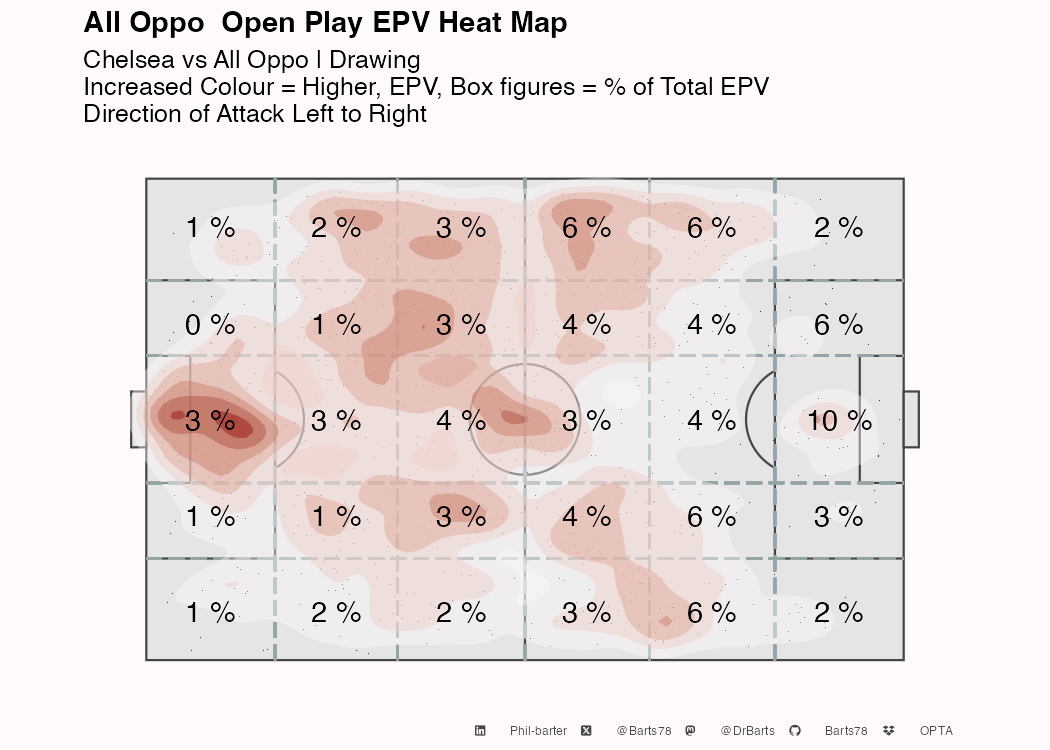 All Oppo  Open Play EPV Heat Map
Chelsea vs All Oppo | Drawing
Increased Colour = Higher, EPV, Box figures = % of Total EPV
Direction of Attack Left to Right
1 % 2 % 3 % 6 % 6 % 2 %
0 % 1 % 3 % 4 % 4 % 6 %
3 % 3 % 4 % 3 % 4 % 10 %
1 % 1 % 3 % 4 % 6 % 3 %
1 % 2 % 2 % 3 % 6 % 2 %
Phil-barter @Barts78 @DrBarts Barts78 OPTA